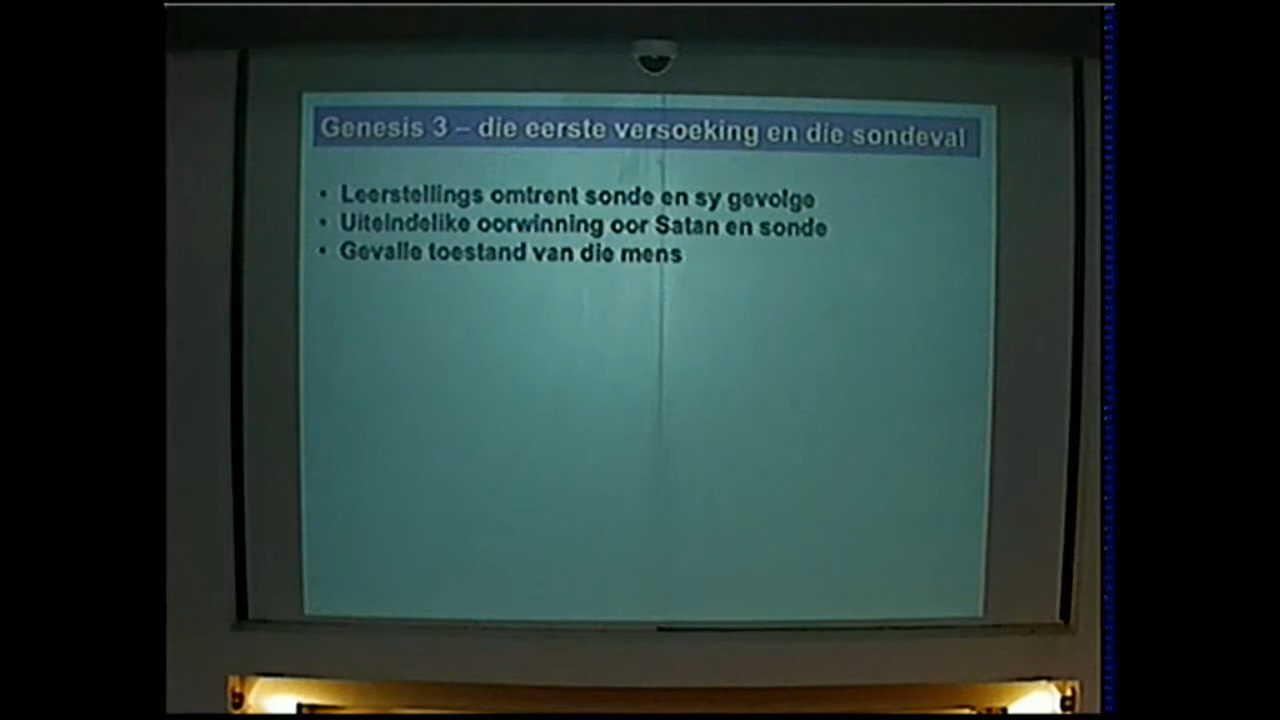 Genesis 3 – die eerste versoeking en die sondeval
• Leerstellings omtrent sonde en sy gevolge
• Uiteindelike oorwinning oor Satan en sonde
• Gevalle toestand van die mens